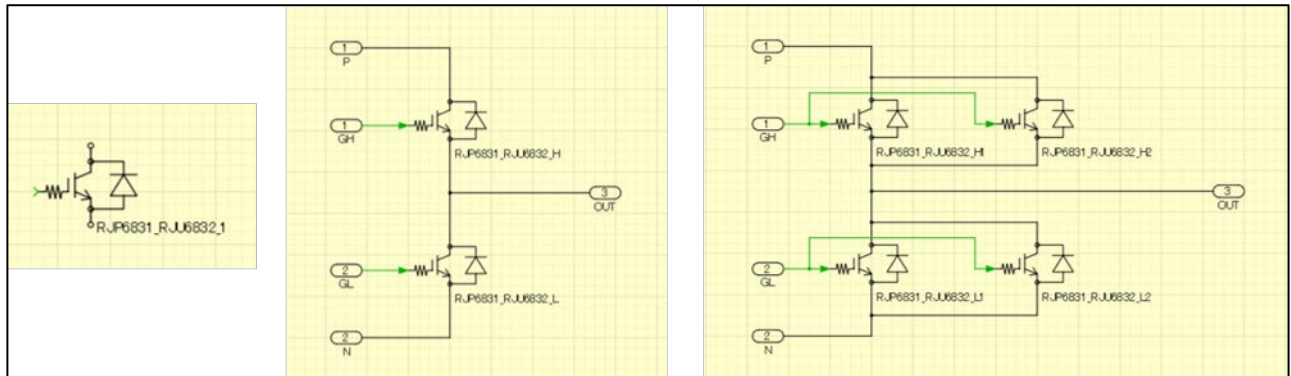 RJP6831_RJU6832_1
1
P
1
GH
RJP6831_RJU6832_H
3
OUT
2
GL
RJP6831_RJU6832_L
2
N
1
P
1
GH
RJP6831_RJU6832_H1
RJP6831_RJU6832_H2
3
OUT
2
GL
RJP6831_RJU6832_L1
RJP6831_RJU6832_L2
2
N